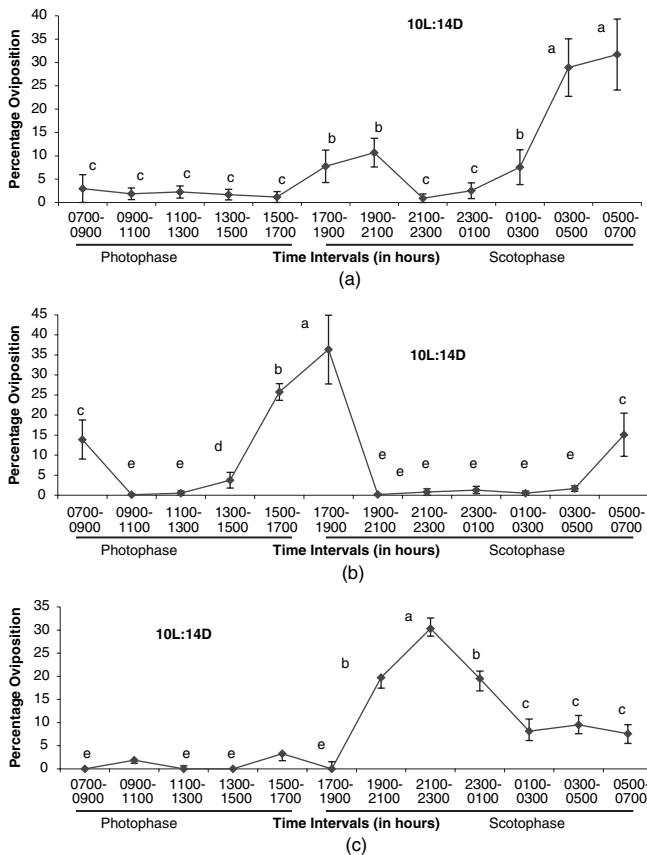 10L:14D
Percentage Oviposition
40
35
30
25
20
15
10
5
0
c c c c c b b c c b a a
0700-0900 0900-1100 1100-1300 1300-1500 1500-1700 1700-1900 1900-2100 2100-2300 2300-0100 0100-0300 0300-0500 0500-0700
Photophase Time Intervals (in hours) Scotophase
(a)
10L:14D
Percentage Oviposition
45
40
35
30
25
20
15
10
5
0
c e e d b a e e e e e e c
0700-0900 0900-1100 1100-1300 1300-1500 1500-1700 1700-1900 1900-2100 2100-2300 2300-0100 0100-0300 0300-0500 0500-0700
Photophase Time Intervals (in hours) Scotophase
(b)
10L:14D
Percentage Oviposition
35
30
25
20
15
10
5
0
e e e e b a b c c c
0700-0900 0900-1100 1100-1300 1300-1500 1500-1700 1700-1900 1900-2100 2100-2300 2300-0100 0100-0300 0300-0500 0500-0700
Photophase Time Intervals (in hours) Scotophase
(c)